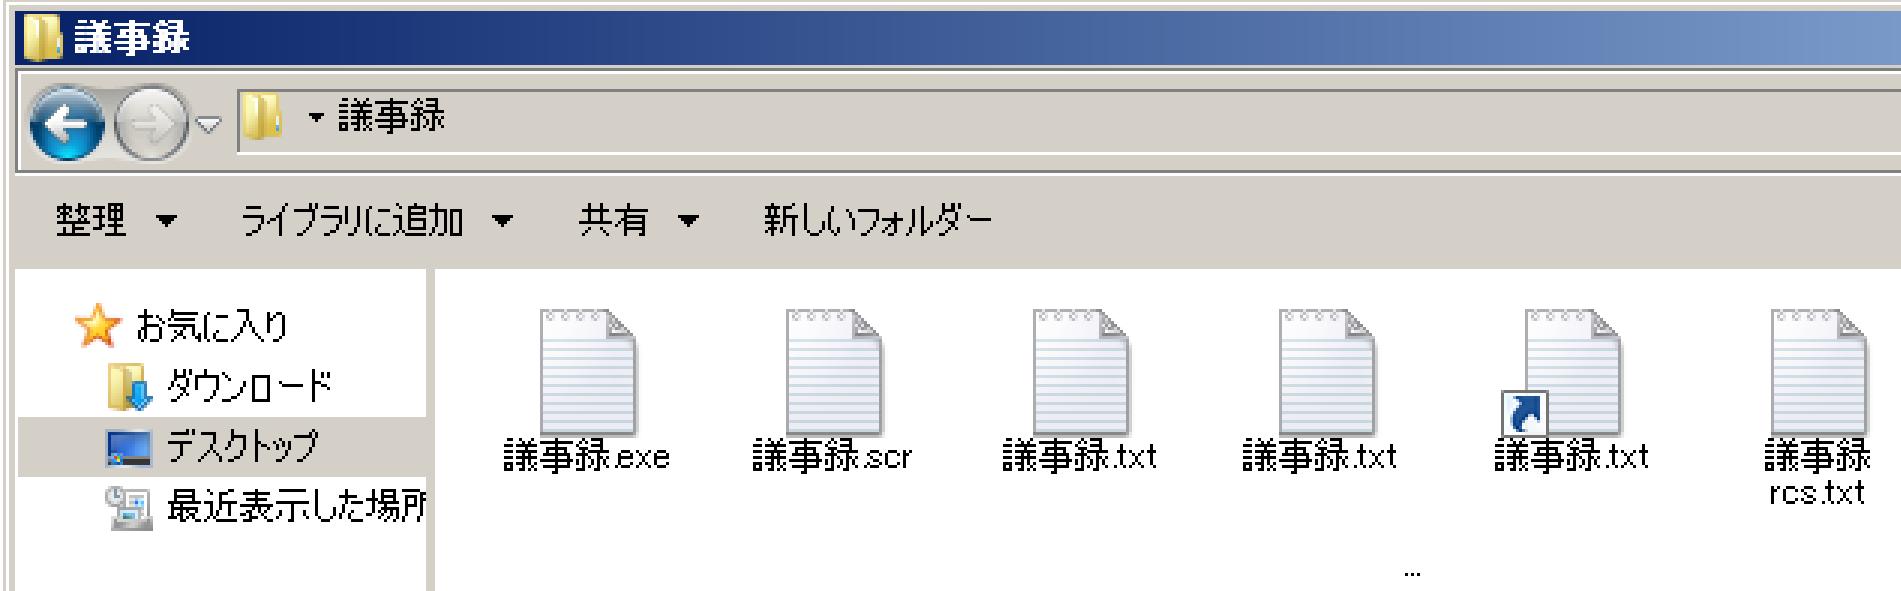 議事録
議事録
整理 ライブラリに追加 共有 新しいフォルダー
お気に入り
ダウンロード
デスクトップ
最近表示した場所
議事録.exe 議事録.scr 議事録.txt 議事録.txt 議事録.txt 議事録
rcs.txt
...